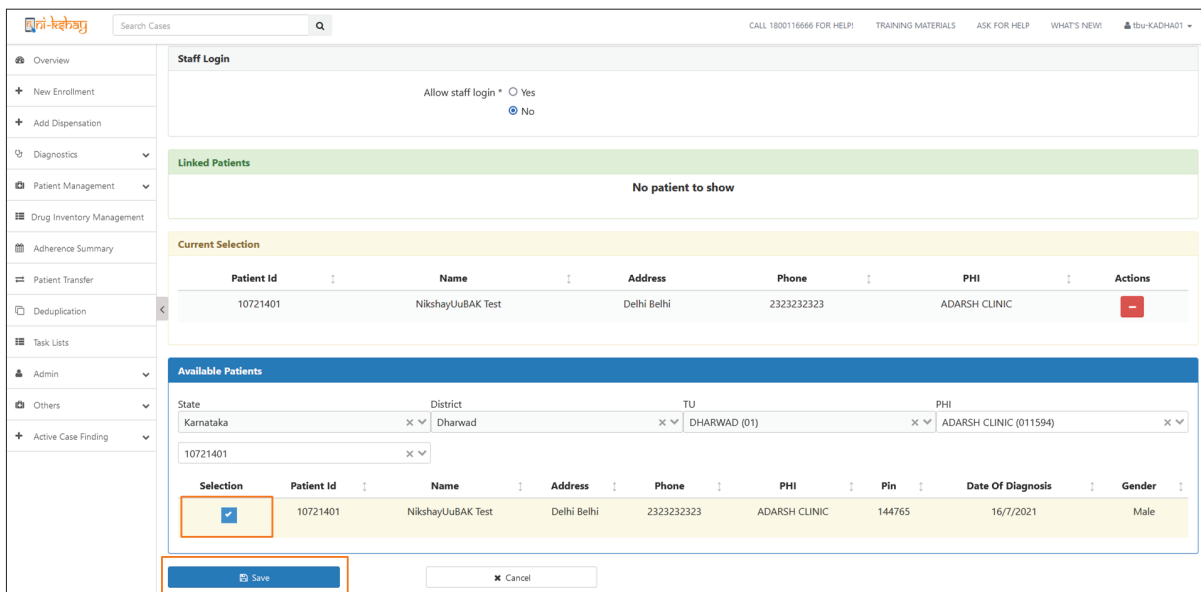 ni-kshay
Search Cases
CALL 1800116666 FOR HELP!
TRAINING MATERIALS
ASK FOR HELP
WHAT'S NEW!
tbu-KADHA01
Overview
New Enrollment
Add Dispensation
Diagnostics
Patient Management
Drug Inventory Management
Adherence Summary
Patient Transfer
Deduplication
Task Lists
Admin
Others
Active Case Finding
Staff Login
Allow staff login * Yes
No
Linked Patients
No patient to show
Current Selection
Patient Id Name Address Phone PHI Actions
10721401 NikshayUuBAK Test Delhi Belhi 2323232323 ADARSH CLINIC
Available Patients
State District TU PHI
Karnataka Dharwad DHARWAD (01) ADARSH CLINIC (011594)
10721401
Selection Patient Id Name Address Phone PHI Pin Date Of Diagnosis Gender
10721401 NikshayUuBAK Test Delhi Belhi 2323232323 ADARSH CLINIC 144765 16/7/2021 Male
Save Cancel